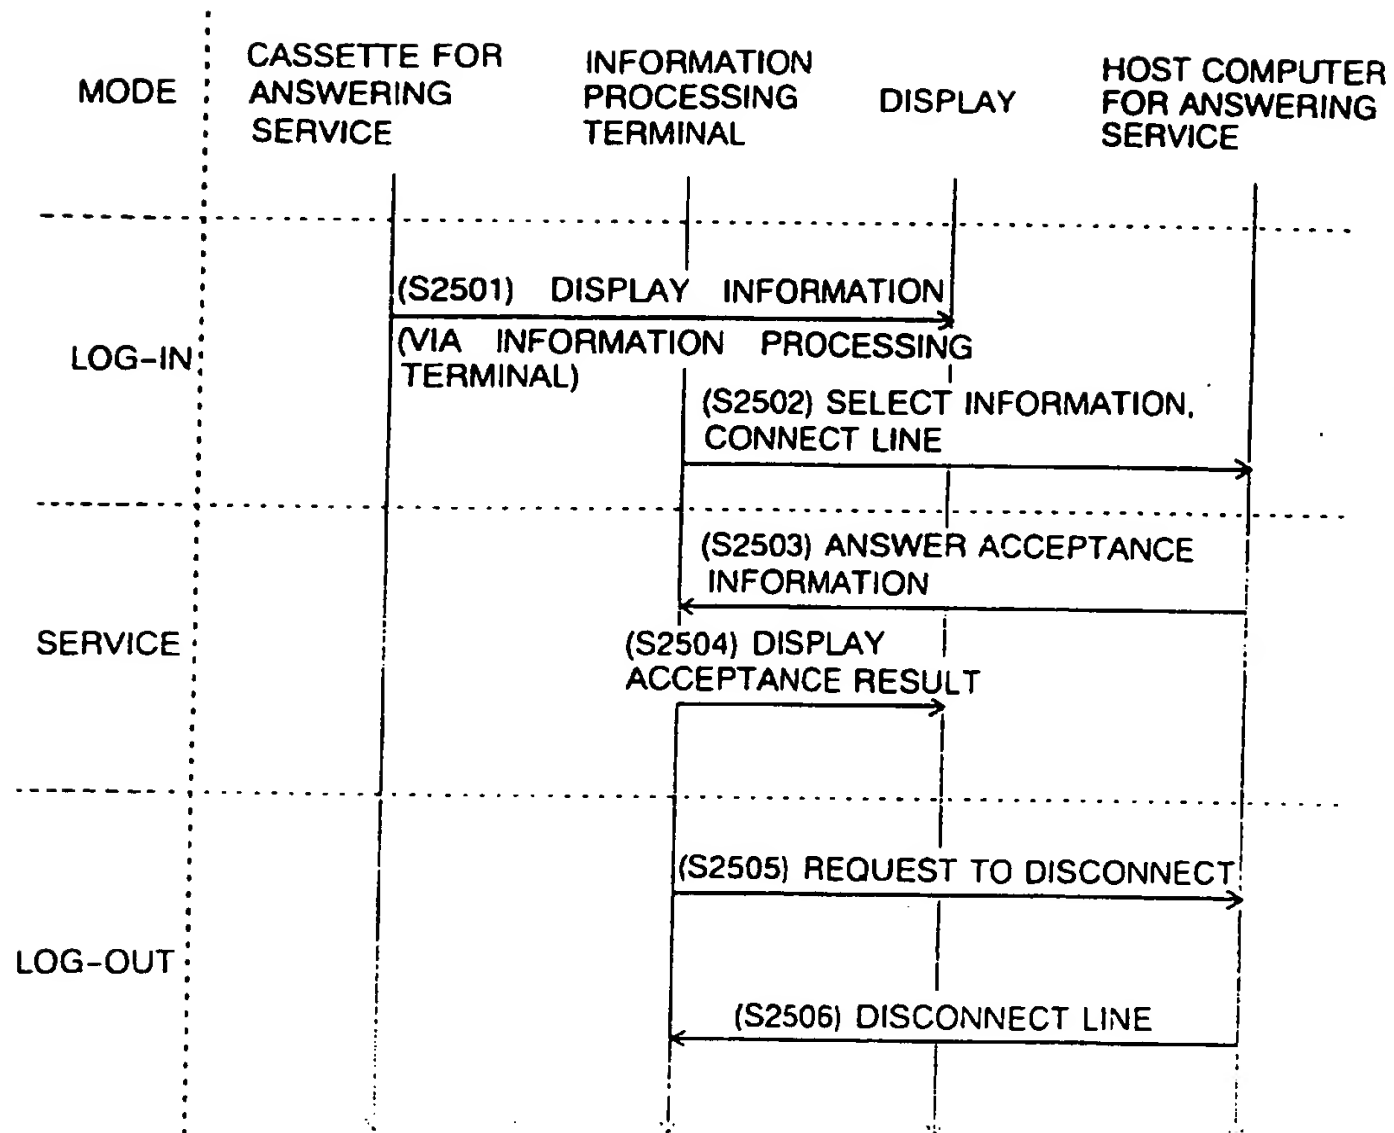 MODE
CASSETTE FOR
ANSWERING
SERVICE
INFORMATION
PROCESSING
TERMINAL
DISPLAY
HOST COMPUTER
FOR ANSWERING
SERVICE
LOG-IN
(S2501) DISPLAY INFORMATION
(VIA INFORMATION PROCESSING
TERMINAL)
(S2502) SELECT INFORMATION,
CONNECT LINE
SERVICE
(S2503) ANSWER ACCEPTANCE
INFORMATION
(S2504) DISPLAY
ACCEPTANCE RESULT
LOG-OUT
(S2505) REQUEST TO DISCONNECT
(S2506) DISCONNECT LINE